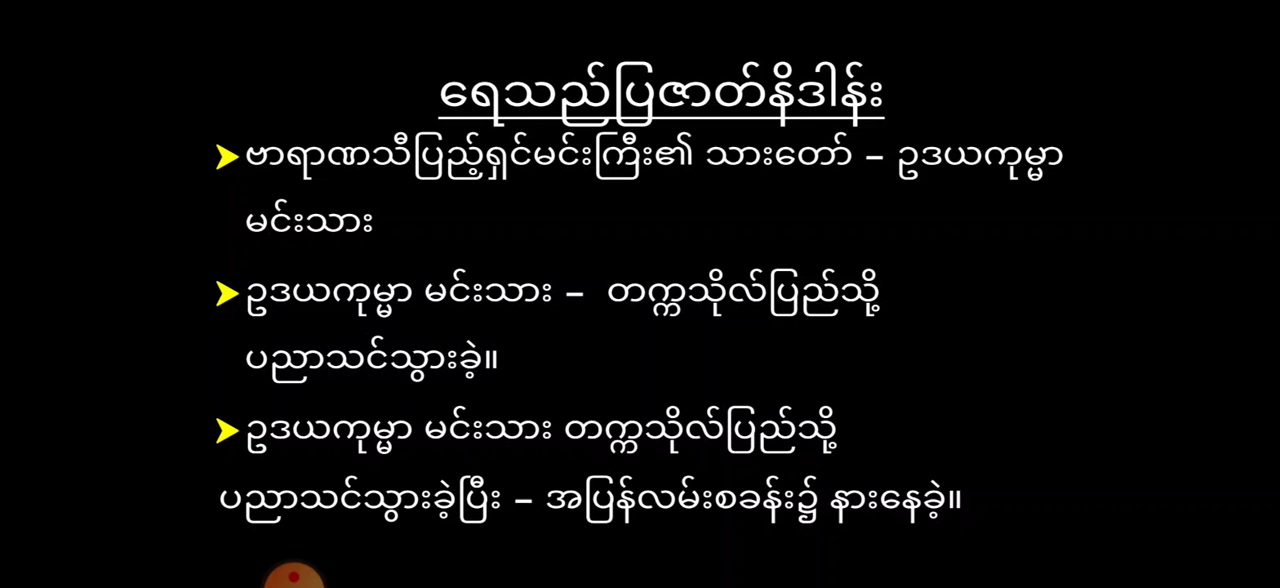 ရေသည်ပြဇာတ်နိဒါန်း
➤ဗာရာဏသီပြည့်ရှင်မင်းကြီး၏ သားတော် – ဥဒယကုမ္မာ
မင်းသား
➤ဥဒယကုမ္မာ မင်းသား – တက္ကသိုလ်ပြည်သို့
ပညာသင်သွားခဲ့။
➤ဥဒယကုမ္မာ မင်းသား တက္ကသိုလ်ပြည်သို့
ပညာသင်သွားခဲ့ပြီး – အပြန်လမ်းစခန်း၌ နားနေခဲ့။